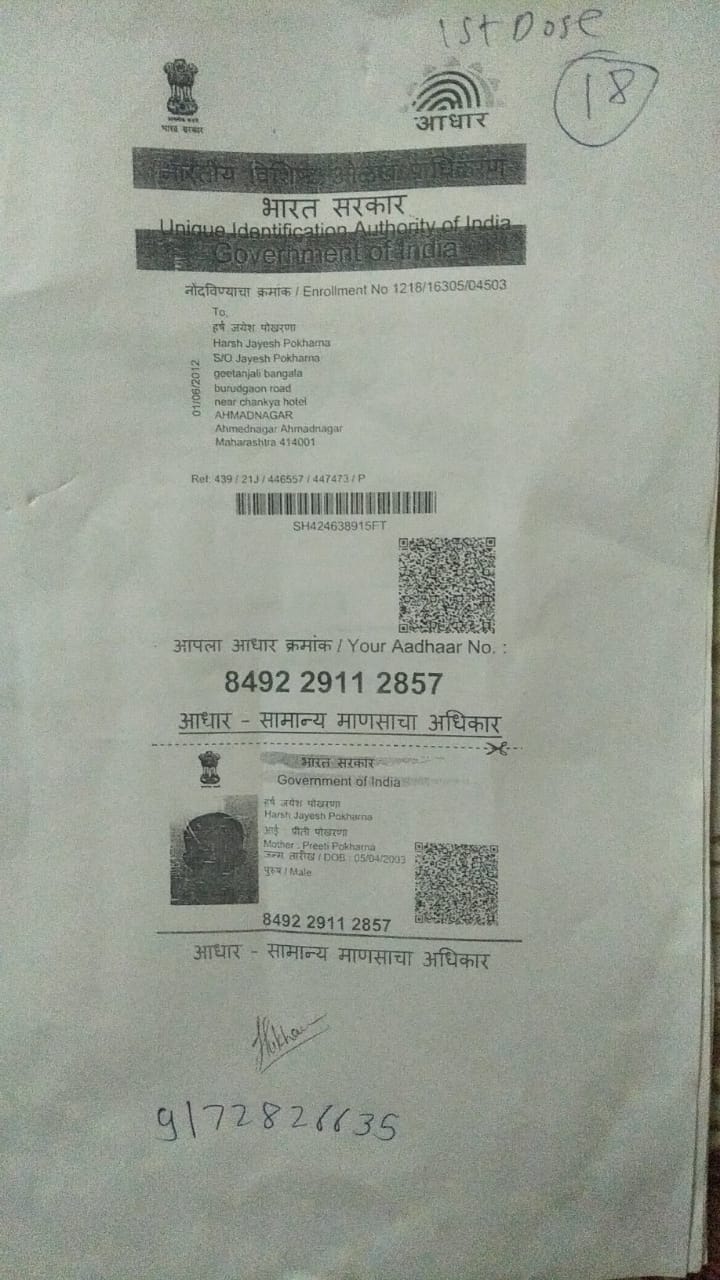 1st Dose
18
भारत सरकार
आधार
भारतीय विशिष्ट ओळख प्राधिकरण
भारत सरकार
Unique Identification Authority of India
Government of India
नोंदविण्याचा क्रमांक / Enrollment No 1218/16305/04503
To,
हर्ष जयेश पोखरणा
Harsh Jayesh Pokharna
S/O Jayesh Pokharna
geetanjali bangala
burudgaon road
near chankya hotel
AHMADNAGAR
Ahmednagar Ahmadnagar
Maharashtra 414001
01/06/2012
Ref: 439 / 21J / 446557 / 447473 / P
SH424638915FT
आपला आधार क्रमांक / Your Aadhaar No. :
8492 2911 2857
आधार - सामान्य माणसाचा अधिकार
भारत सरकार
Government of India
हर्ष जयेश पोखरणा
Harsh Jayesh Pokharna
आई प्रीती पोखरणा
Mother : Preeti Pokharna
जन्म तारीख / DOB : 05/04/2003
पुरुष / Male
8492 2911 2857
आधार - सामान्य माणसाचा अधिकार
9172826635